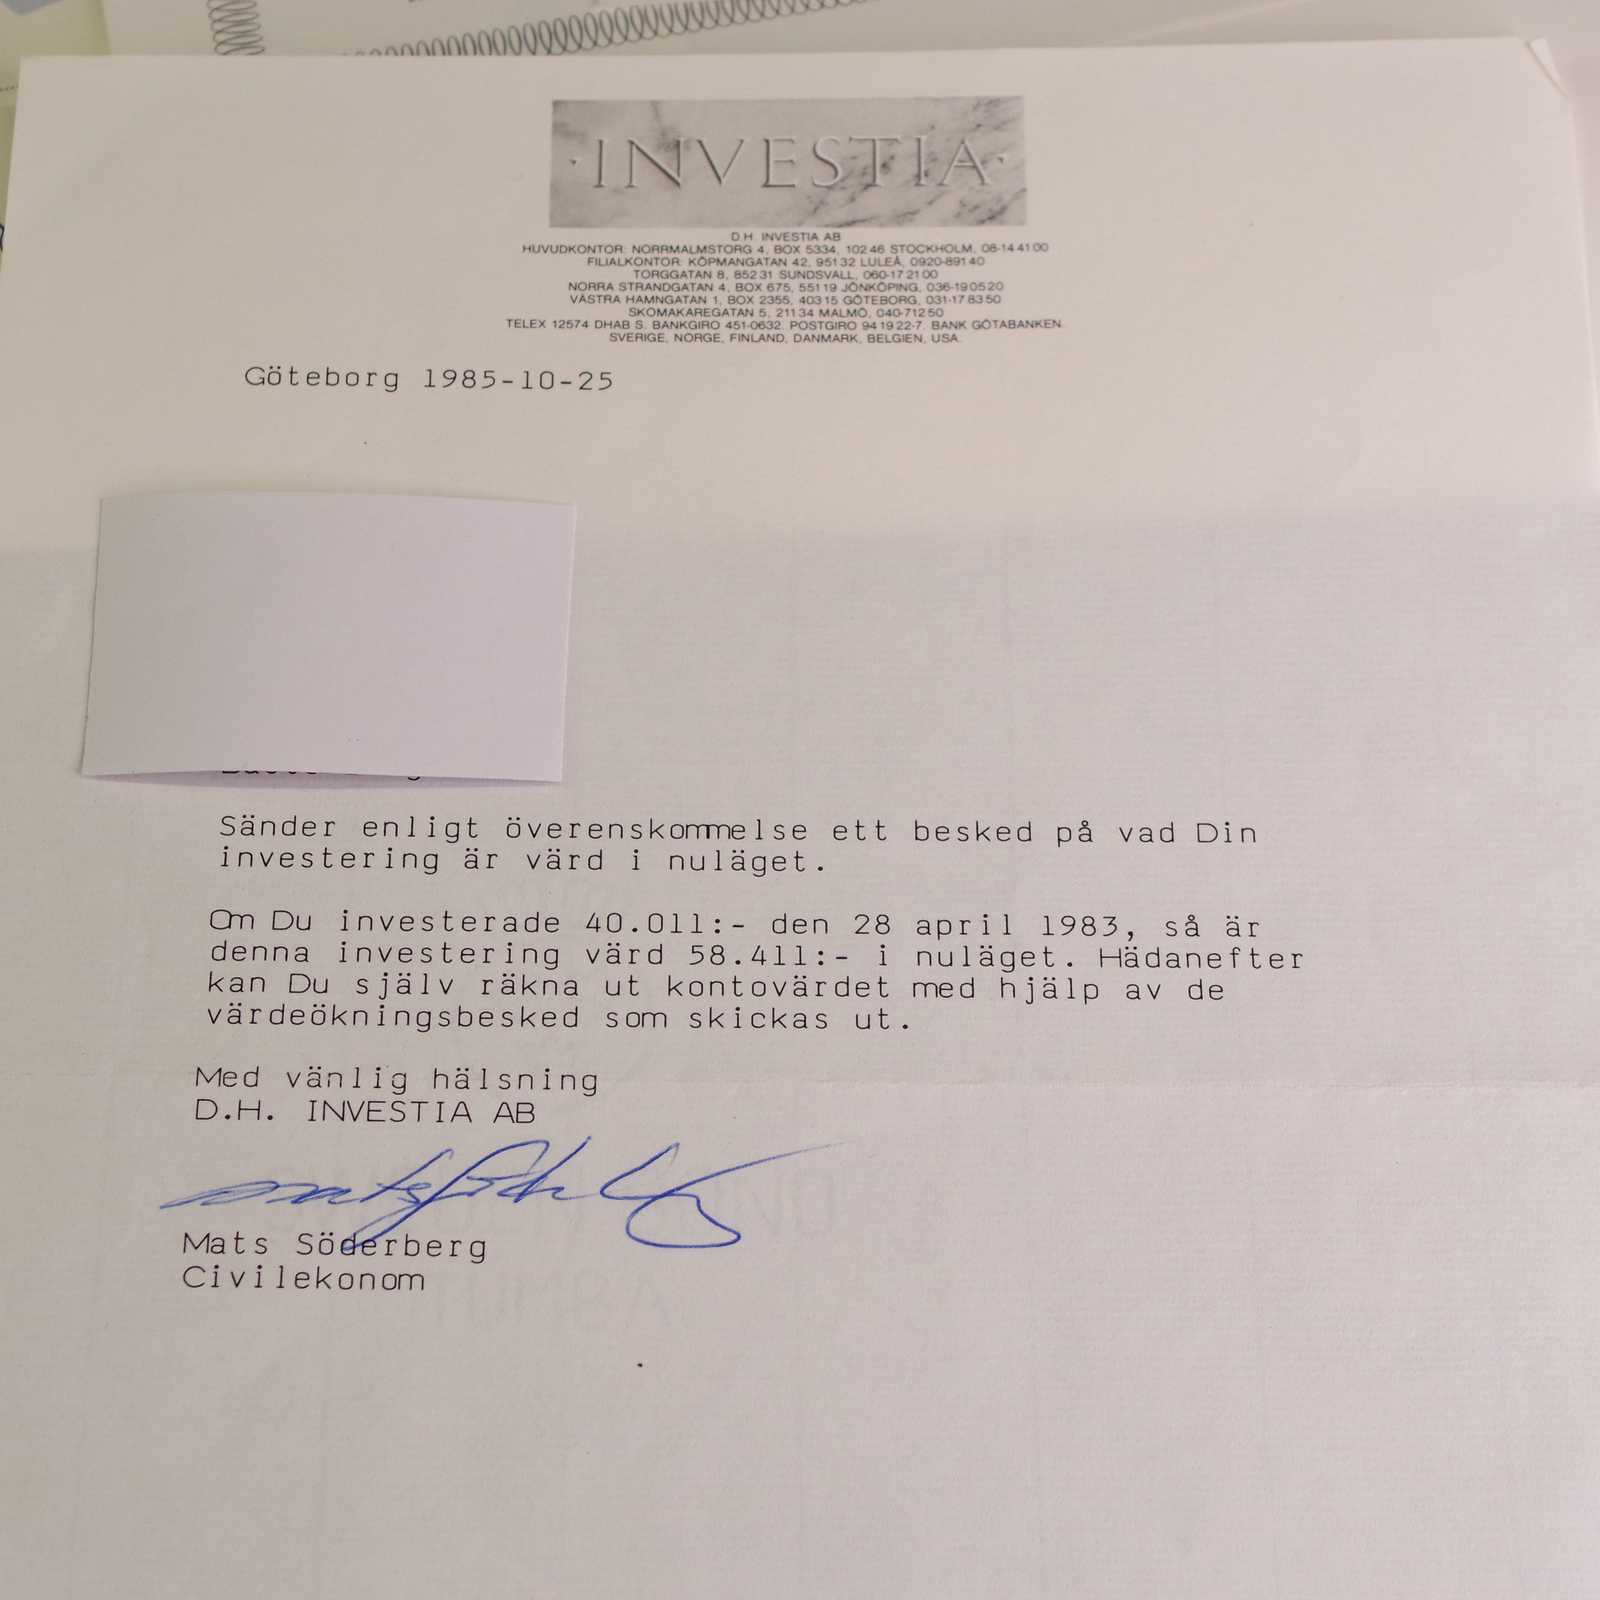 ·INVESTIA·
D.H. INVESTIA AB
HUVUDKONTOR: NORRMALMSTORG 4, BOX 5334, 102 46 STOCKHOLM, 08-14 41 00
FILIALKONTOR: KÖPMANGATAN 42, 951 32 LULEÅ, 0920-891 40
TORGGATAN 8, 852 31 SUNDSVALL, 060-17 21 00
NORRA STRANDGATAN 4, BOX 675, 551 19 JÖNKÖPING, 036-19 05 20
VÄSTRA HAMNGATAN 1, BOX 2355, 403 15 GÖTEBORG, 031-17 83 50
SKOMAKAREGATAN 5, 211 34 MALMÖ, 040-712 50
TELEX 12574 DHAB S. BANKGIRO 451-0632. POSTGIRO 94 19 22-7. BANK GÖTABANKEN.
SVERIGE, NORGE, FINLAND, DANMARK, BELGIEN, USA.
Göteborg 1985-10-25
Sänder enligt överenskommelse ett besked på vad Din
investering är värd i nuläget.
Om Du investerade 40.011:- den 28 april 1983, så är
denna investering värd 58.411:- i nuläget. Hädanefter
kan Du själv räkna ut kontovärdet med hjälp av de
värdeökningsbesked som skickas ut.
Med vänlig hälsning
D.H. INVESTIA AB
Mats Söderberg
Civilekonom